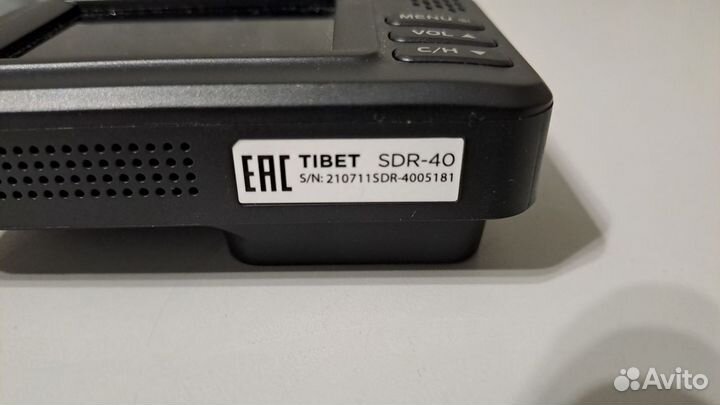 MENU
VOL ▲
C/H ▲
EAC TIBET SDR-40
S/N: 210711SDR-4005181
Avito